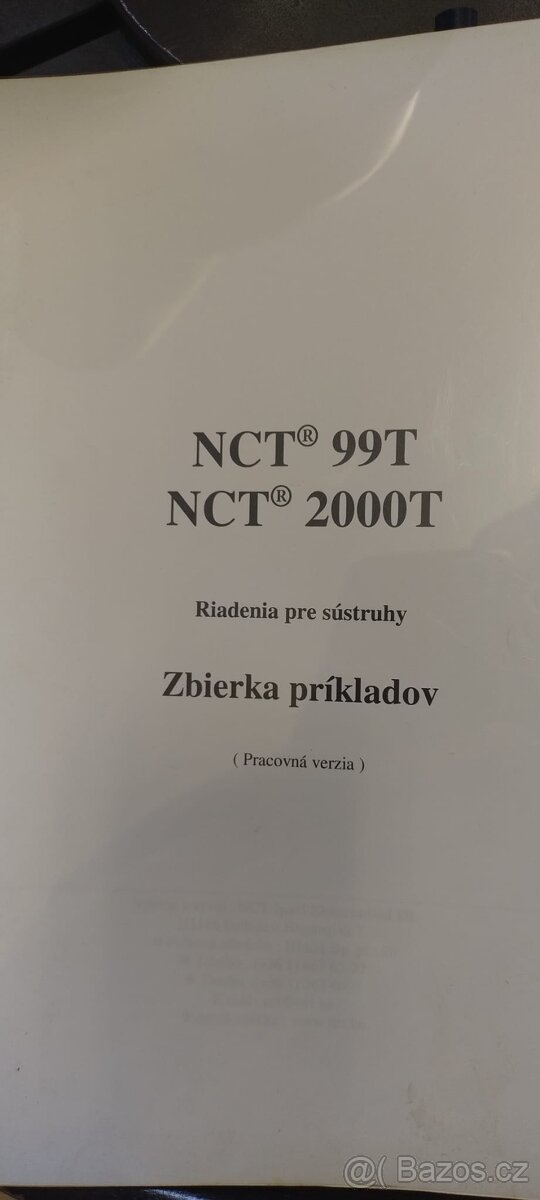 NCT® 99T
NCT® 2000T
Riadenia pre sústruhy
Zbierka príkladov
( Pracovná verzia )
@( Bazos.cz